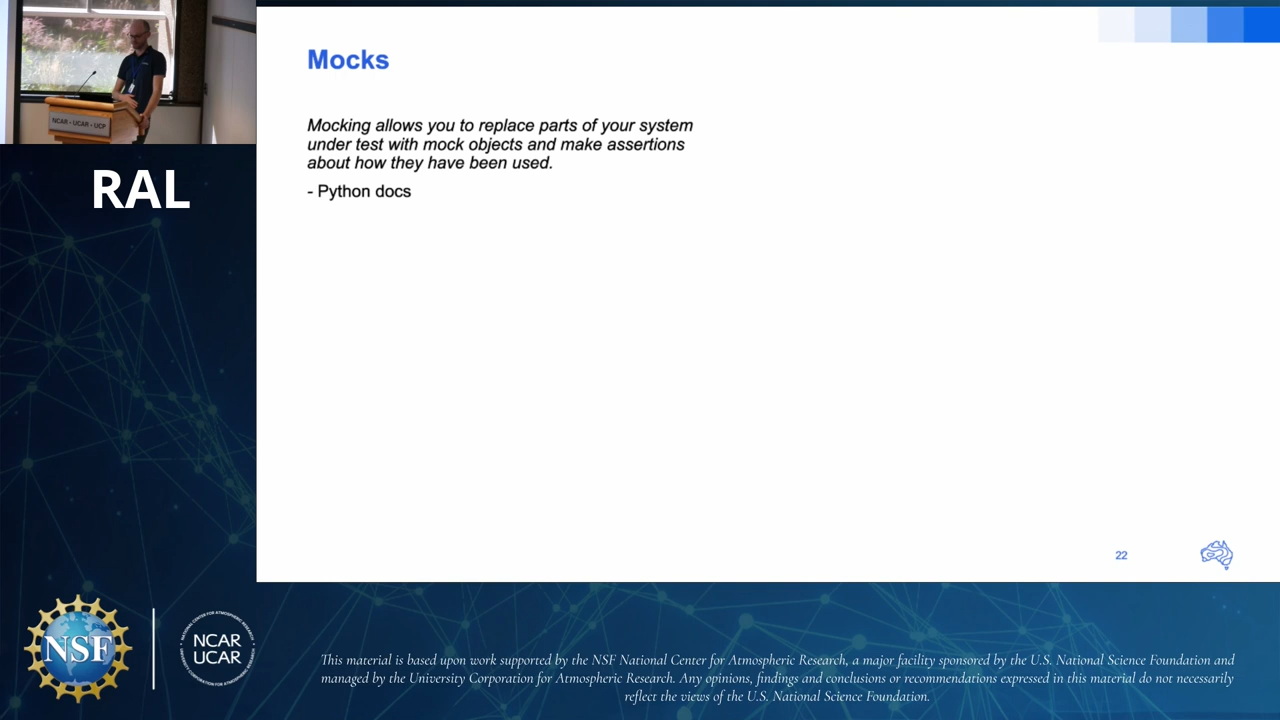 NCAR • UCAR • UCP
RAL
Mocks
Mocking allows you to replace parts of your system
under test with mock objects and make assertions
about how they have been used.
- Python docs
22
NSF
NCAR
UCAR
This material is based upon work supported by the NSF National Center for Atmospheric Research, a major facility sponsored by the U.S. National Science Foundation and
managed by the University Corporation for Atmospheric Research. Any opinions, findings and conclusions or recommendations expressed in this material do not necessarily
reflect the views of the U.S. National Science Foundation.